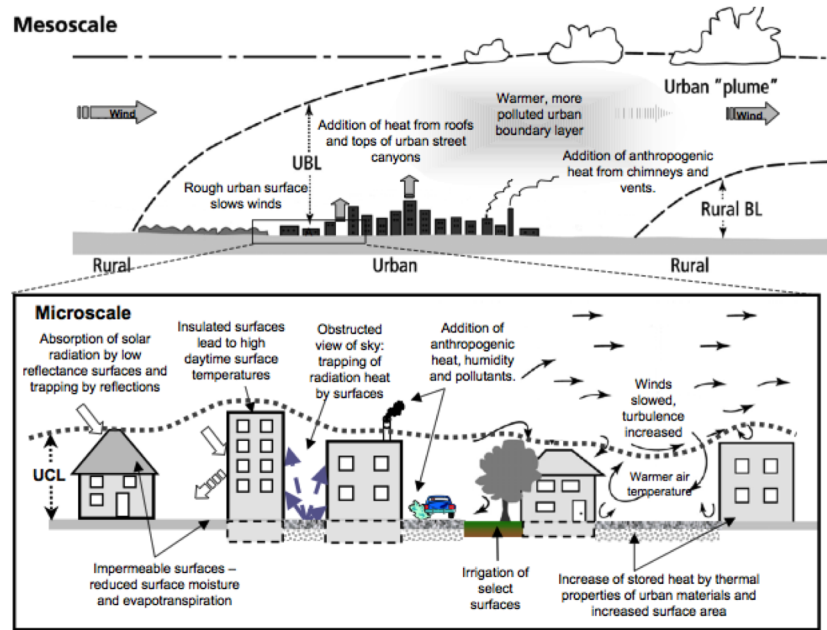 Mesoscale
Urban "plume"
Wind
Warmer, more
polluted urban
boundary layer
Wind
Addition of heat from roofs
and tops of urban street
canyons
UBL
Addition of anthropogenic
heat from chimneys and
vents.
Rough urban surface
slows winds
Rural BL
Rural
Urban
Rural
Microscale
Absorption of solar
radiation by low
reflectance surfaces and
trapping by reflections
Insulated surfaces
lead to high
daytime surface
temperatures
Obstructed
view of sky:
trapping of
radiation heat
by surfaces
Addition of
anthropogenic
heat, humidity
and pollutants.
Winds
slowed,
turbulence
increased
UCL
Warmer air
temperature
Impermeable surfaces –
reduced surface moisture
and evapotranspiration
Irrigation of
select
surfaces
Increase of stored heat by thermal
properties of urban materials and
increased surface area